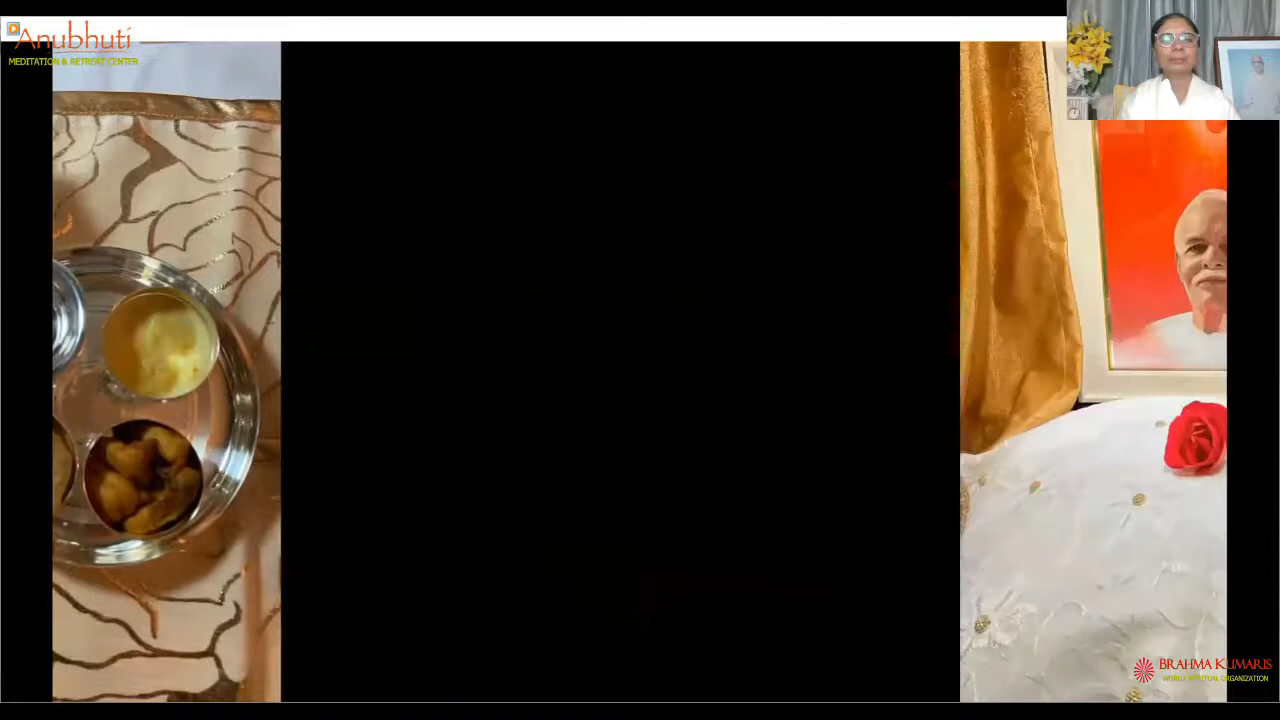 Anubhuti
MEDITATION & RETREAT CENTER
BRAHMA KUMARIS
WORLD SPIRITUAL ORGANIZATION